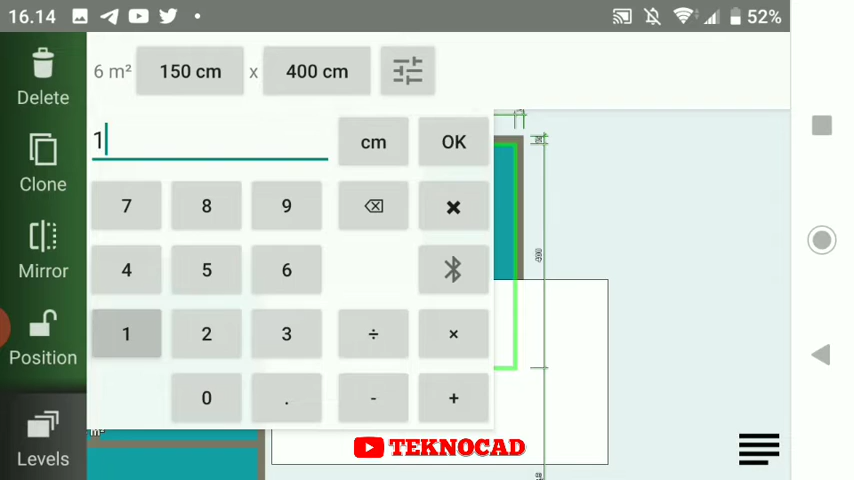 16.14 52%
Delete
Clone
Mirror
Position
Levels
6 m² 150 cm x 400 cm
1 cm OK
7 8 9
4 5 6
1 2 3 ÷ ×
0 . - +
m²
TEKNOCAD